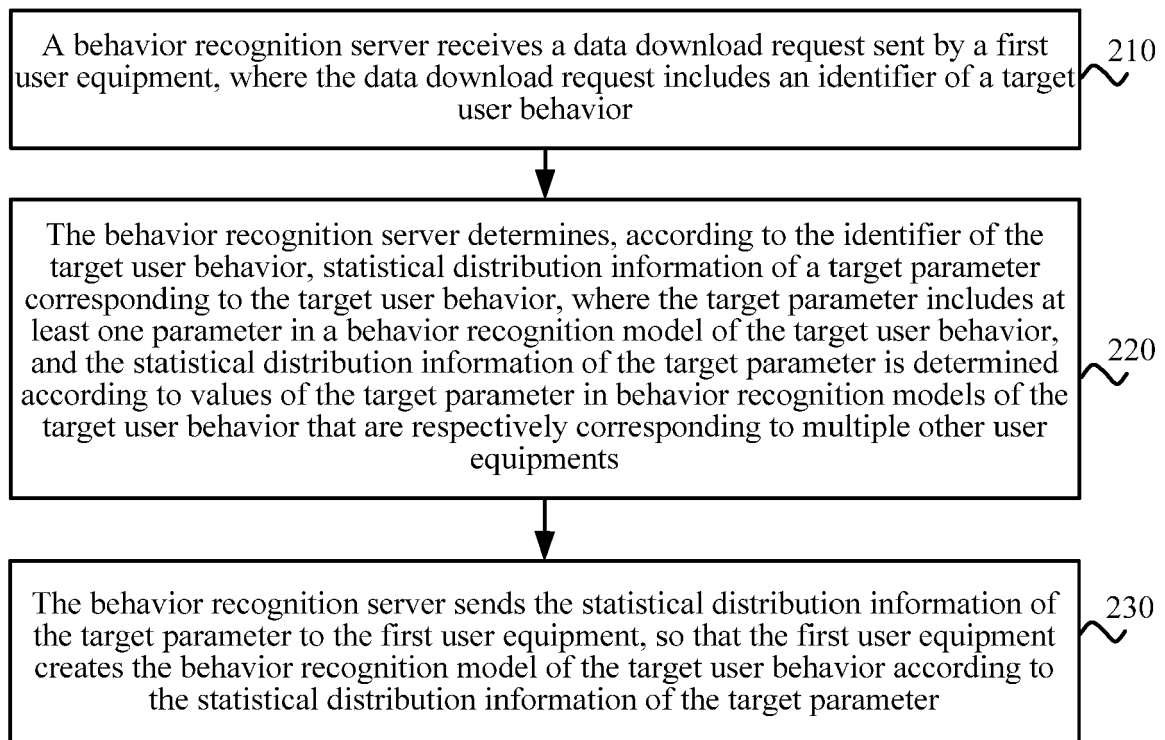 A behavior recognition server receives a data download request sent by a first
user equipment, where the data download request includes an identifier of a target
user behavior
210
The behavior recognition server determines, according to the identifier of the
target user behavior, statistical distribution information of a target parameter
corresponding to the target user behavior, where the target parameter includes at
least one parameter in a behavior recognition model of the target user behavior,
and the statistical distribution information of the target parameter is determined
according to values of the target parameter in behavior recognition models of the
target user behavior that are respectively corresponding to multiple other user
equipments
220
The behavior recognition server sends the statistical distribution information of
the target parameter to the first user equipment, so that the first user equipment
creates the behavior recognition model of the target user behavior according to
the statistical distribution information of the target parameter
230